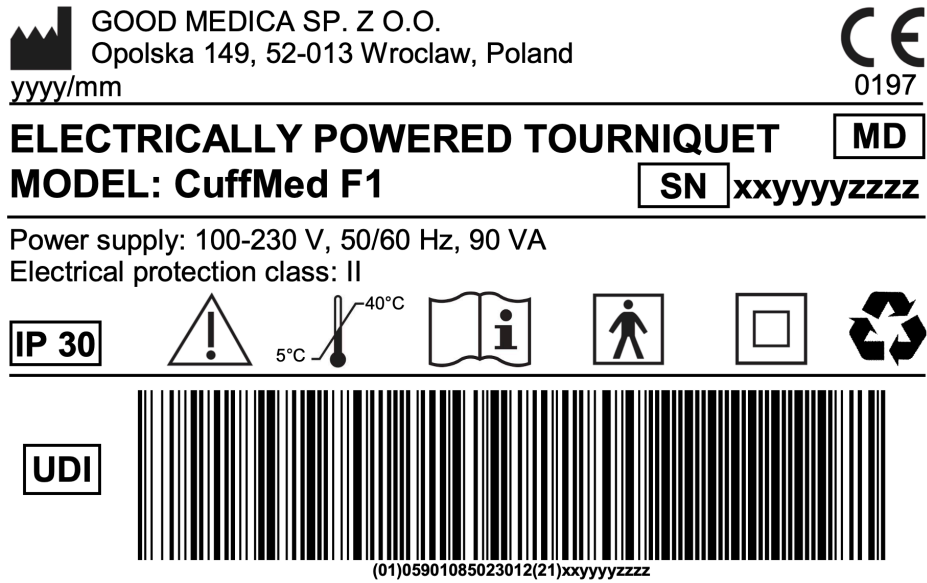 GOOD MEDICA SP. Z O.O.
Opolska 149, 52-013 Wroclaw, Poland
yyyy/mm
CE
0197
ELECTRICALLY POWERED TOURNIQUET
MD
MODEL: CuffMed F1
SN xxyyyyzzzz
Power supply: 100-230 V, 50/60 Hz, 90 VA
Electrical protection class: II
IP 30
5°C
40°C
UDI
(01)05901085023012(21)xxyyyyzzzz